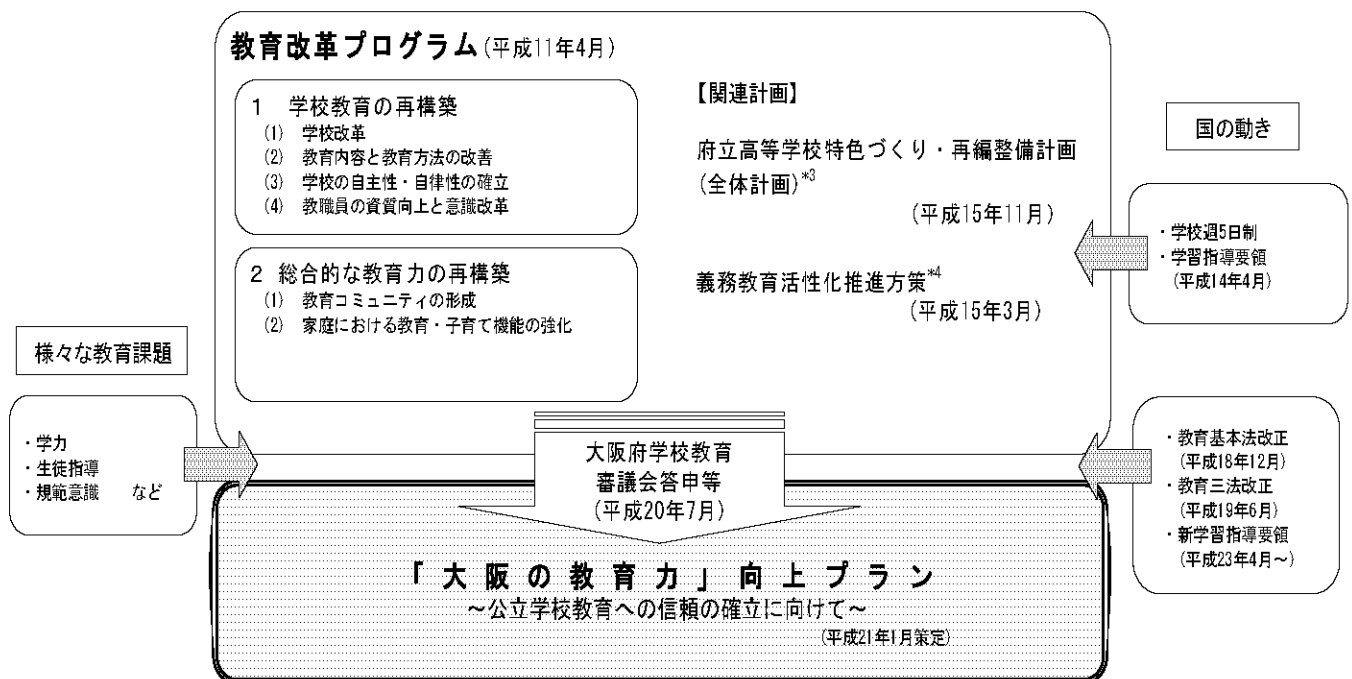 教育改革プログラム(平成11年4月)
1 学校教育の再構築
(1) 学校改革
(2) 教育内容と教育方法の改善
(3) 学校の自主性・自律性の確立
(4) 教職員の資質向上と意識改革
2 総合的な教育力の再構築
(1) 教育コミュニティの形成
(2) 家庭における教育・子育て機能の強化
【関連計画】
府立高等学校特色づくり・再編整備計画
(全体計画)*3
(平成15年11月)
義務教育活性化推進方策*4
(平成15年3月)
国の動き
・学校週5日制
・学習指導要領
(平成14年4月)
様々な教育課題
・学力
・生徒指導
・規範意識 など
・教育基本法改正
(平成18年12月)
・教育三法改正
(平成19年6月)
・新学習指導要領
(平成23年4月~)
大阪府学校教育
審議会答申等
(平成20年7月)
「大阪の教育力」向上プラン
~公立学校教育への信頼の確立に向けて~
(平成21年1月策定)